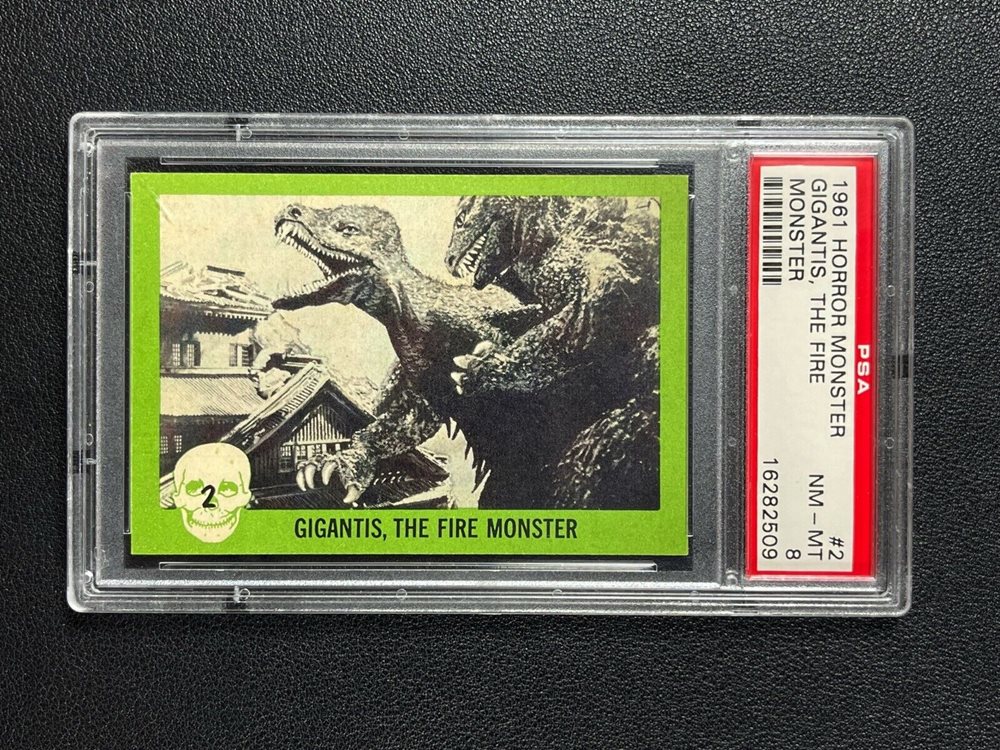 2
GIGANTIS, THE FIRE MONSTER
PSA
1961 HORROR MONSTER #2
GIGANTIS, THE FIRE NM - MT
MONSTER 8
16282509